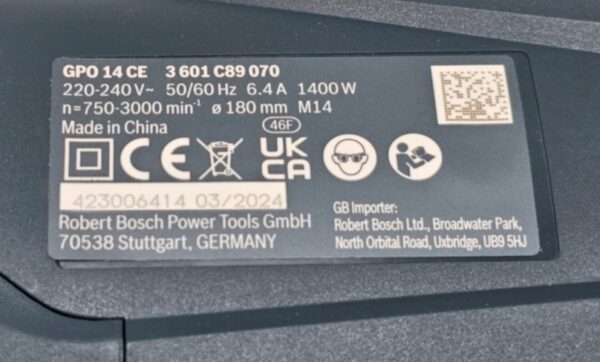 GPO 14 CE 3 601 C89 070
220-240 V~ 50/60 Hz 6.4 A 1400 W
n=750-3000 min⁻¹ ø 180 mm M14
Made in China
46F
CE UK
CA
423006414 03/2024
Robert Bosch Power Tools GmbH
70538 Stuttgart, GERMANY
GB Importer:
Robert Bosch Ltd., Broadwater Park,
North Orbital Road, Uxbridge, UB9 5HJ